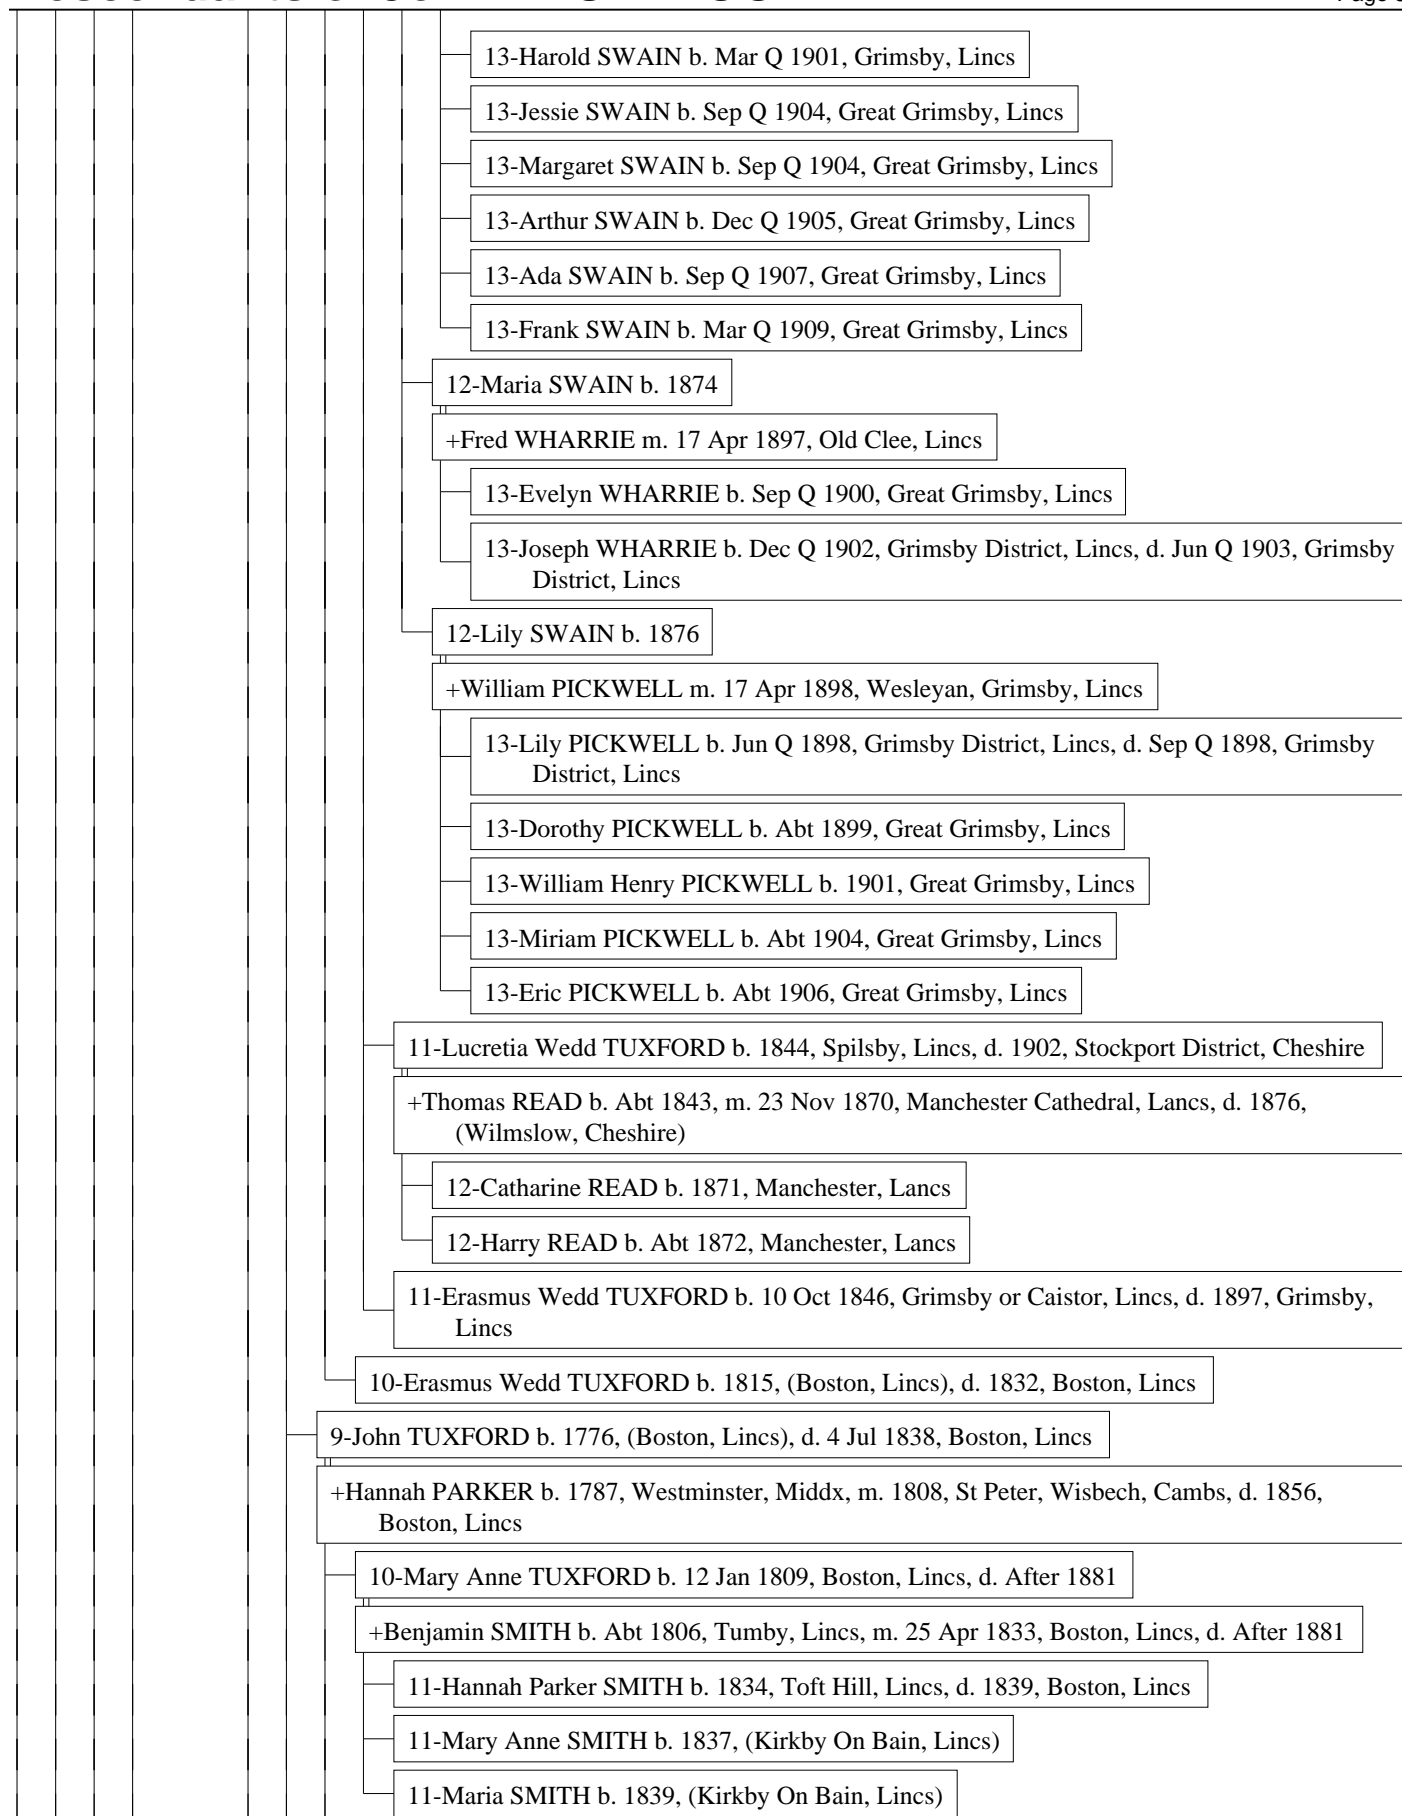 13-Harold SWAIN b. Mar Q 1901, Grimsby, Lincs
13-Jessie SWAIN b. Sep Q 1904, Great Grimsby, Lincs
13-Margaret SWAIN b. Sep Q 1904, Great Grimsby, Lincs
13-Arthur SWAIN b. Dec Q 1905, Great Grimsby, Lincs
13-Ada SWAIN b. Sep Q 1907, Great Grimsby, Lincs
13-Frank SWAIN b. Mar Q 1909, Great Grimsby, Lincs
12-Maria SWAIN b. 1874
+Fred WHARRIE m. 17 Apr 1897, Old Clee, Lincs
13-Evelyn WHARRIE b. Sep Q 1900, Great Grimsby, Lincs
13-Joseph WHARRIE b. Dec Q 1902, Grimsby District, Lincs, d. Jun Q 1903, Grimsby
District, Lincs
12-Lily SWAIN b. 1876
+William PICKWELL m. 17 Apr 1898, Wesleyan, Grimsby, Lincs
13-Lily PICKWELL b. Jun Q 1898, Grimsby District, Lincs, d. Sep Q 1898, Grimsby
District, Lincs
13-Dorothy PICKWELL b. Abt 1899, Great Grimsby, Lincs
13-William Henry PICKWELL b. 1901, Great Grimsby, Lincs
13-Miriam PICKWELL b. Abt 1904, Great Grimsby, Lincs
13-Eric PICKWELL b. Abt 1906, Great Grimsby, Lincs
11-Lucretia Wedd TUXFORD b. 1844, Spilsby, Lincs, d. 1902, Stockport District, Cheshire
+Thomas READ b. Abt 1843, m. 23 Nov 1870, Manchester Cathedral, Lancs, d. 1876,
(Wilmslow, Cheshire)
12-Catharine READ b. 1871, Manchester, Lancs
12-Harry READ b. Abt 1872, Manchester, Lancs
11-Erasmus Wedd TUXFORD b. 10 Oct 1846, Grimsby or Caistor, Lincs, d. 1897, Grimsby,
Lincs
10-Erasmus Wedd TUXFORD b. 1815, (Boston, Lincs), d. 1832, Boston, Lincs
9-John TUXFORD b. 1776, (Boston, Lincs), d. 4 Jul 1838, Boston, Lincs
+Hannah PARKER b. 1787, Westminster, Middx, m. 1808, St Peter, Wisbech, Cambs, d. 1856,
Boston, Lincs
10-Mary Anne TUXFORD b. 12 Jan 1809, Boston, Lincs, d. After 1881
+Benjamin SMITH b. Abt 1806, Tumby, Lincs, m. 25 Apr 1833, Boston, Lincs, d. After 1881
11-Hannah Parker SMITH b. 1834, Toft Hill, Lincs, d. 1839, Boston, Lincs
11-Mary Anne SMITH b. 1837, (Kirkby On Bain, Lincs)
11-Maria SMITH b. 1839, (Kirkby On Bain, Lincs)